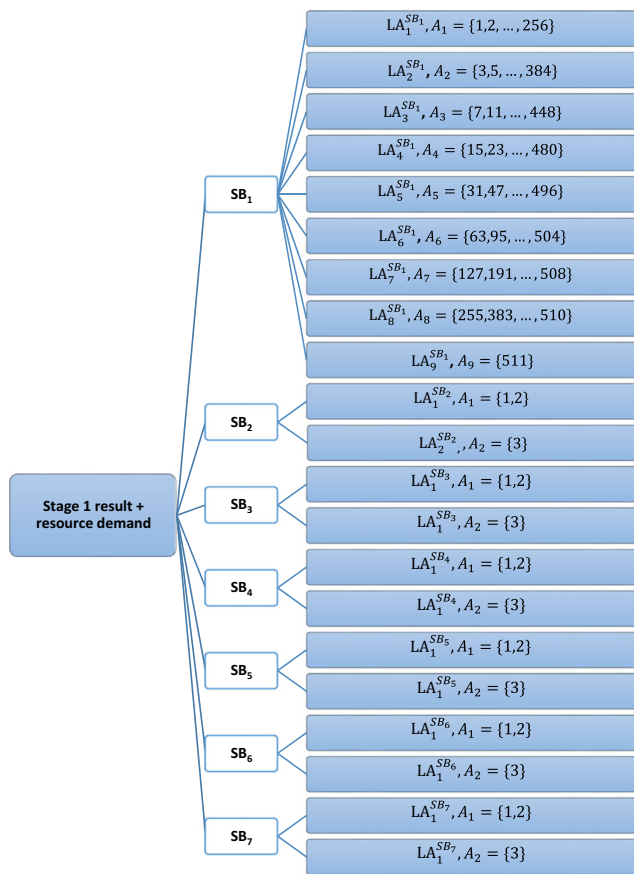 LA₁^{SB₁}, A₁ = {1,2, … , 256}
LA₂^{SB₁}, A₂ = {3,5, … , 384}
LA₃^{SB₁}, A₃ = {7,11, … , 448}
LA₄^{SB₁}, A₄ = {15,23, … , 480}
LA₅^{SB₁}, A₅ = {31,47, … , 496}
LA₆^{SB₁}, A₆ = {63,95, … , 504}
LA₇^{SB₁}, A₇ = {127,191, … , 508}
LA₈^{SB₁}, A₈ = {255,383, … , 510}
LA₉^{SB₁}, A₉ = {511}
SB₁
LA₁^{SB₂}, A₁ = {1,2}
LA₂^{SB₂},, A₂ = {3}
SB₂
LA₁^{SB₃}, A₁ = {1,2}
LA₁^{SB₃}, A₂ = {3}
SB₃
Stage 1 result +
resource demand
LA₁^{SB₄}, A₁ = {1,2}
LA₁^{SB₄}, A₂ = {3}
SB₄
LA₁^{SB₅}, A₁ = {1,2}
LA₁^{SB₅}, A₂ = {3}
SB₅
LA₁^{SB₆}, A₁ = {1,2}
LA₁^{SB₆}, A₂ = {3}
SB₆
LA₁^{SB₇}, A₁ = {1,2}
LA₁^{SB₇}, A₂ = {3}
SB₇